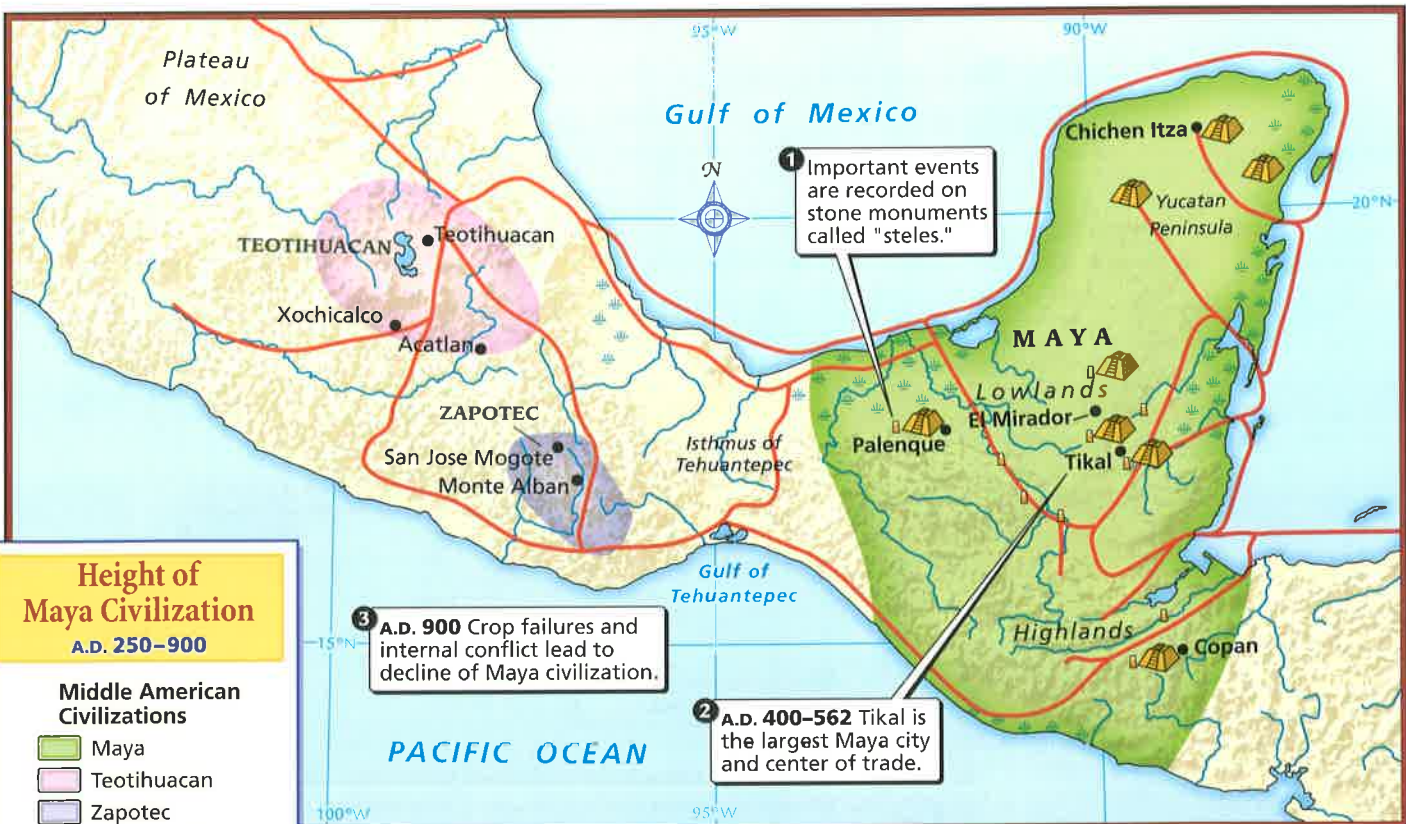 95°W
90°W
Plateau
of Mexico
Gulf of Mexico
Chichen Itza
N
1
Important events
are recorded on
stone monuments
called "steles."
20°N
Yucatan
Peninsula
TEOTIHUACAN
Teotihuacan
Xochicalco
Acatlan
MAYA
Lowlands
El Mirador
ZAPOTEC
San Jose Mogote
Monte Alban
Isthmus of
Tehuantepec
Palenque
Tikal
Gulf of
Tehuantepec
Height of
Maya Civilization
A.D. 250–900
3
A.D. 900 Crop failures and
internal conflict lead to
decline of Maya civilization.
15°N
Highlands
Copan
2
A.D. 400–562 Tikal is
the largest Maya city
and center of trade.
PACIFIC OCEAN
Middle American
Civilizations
Maya
Teotihuacan
Zapotec
100°W
95°W